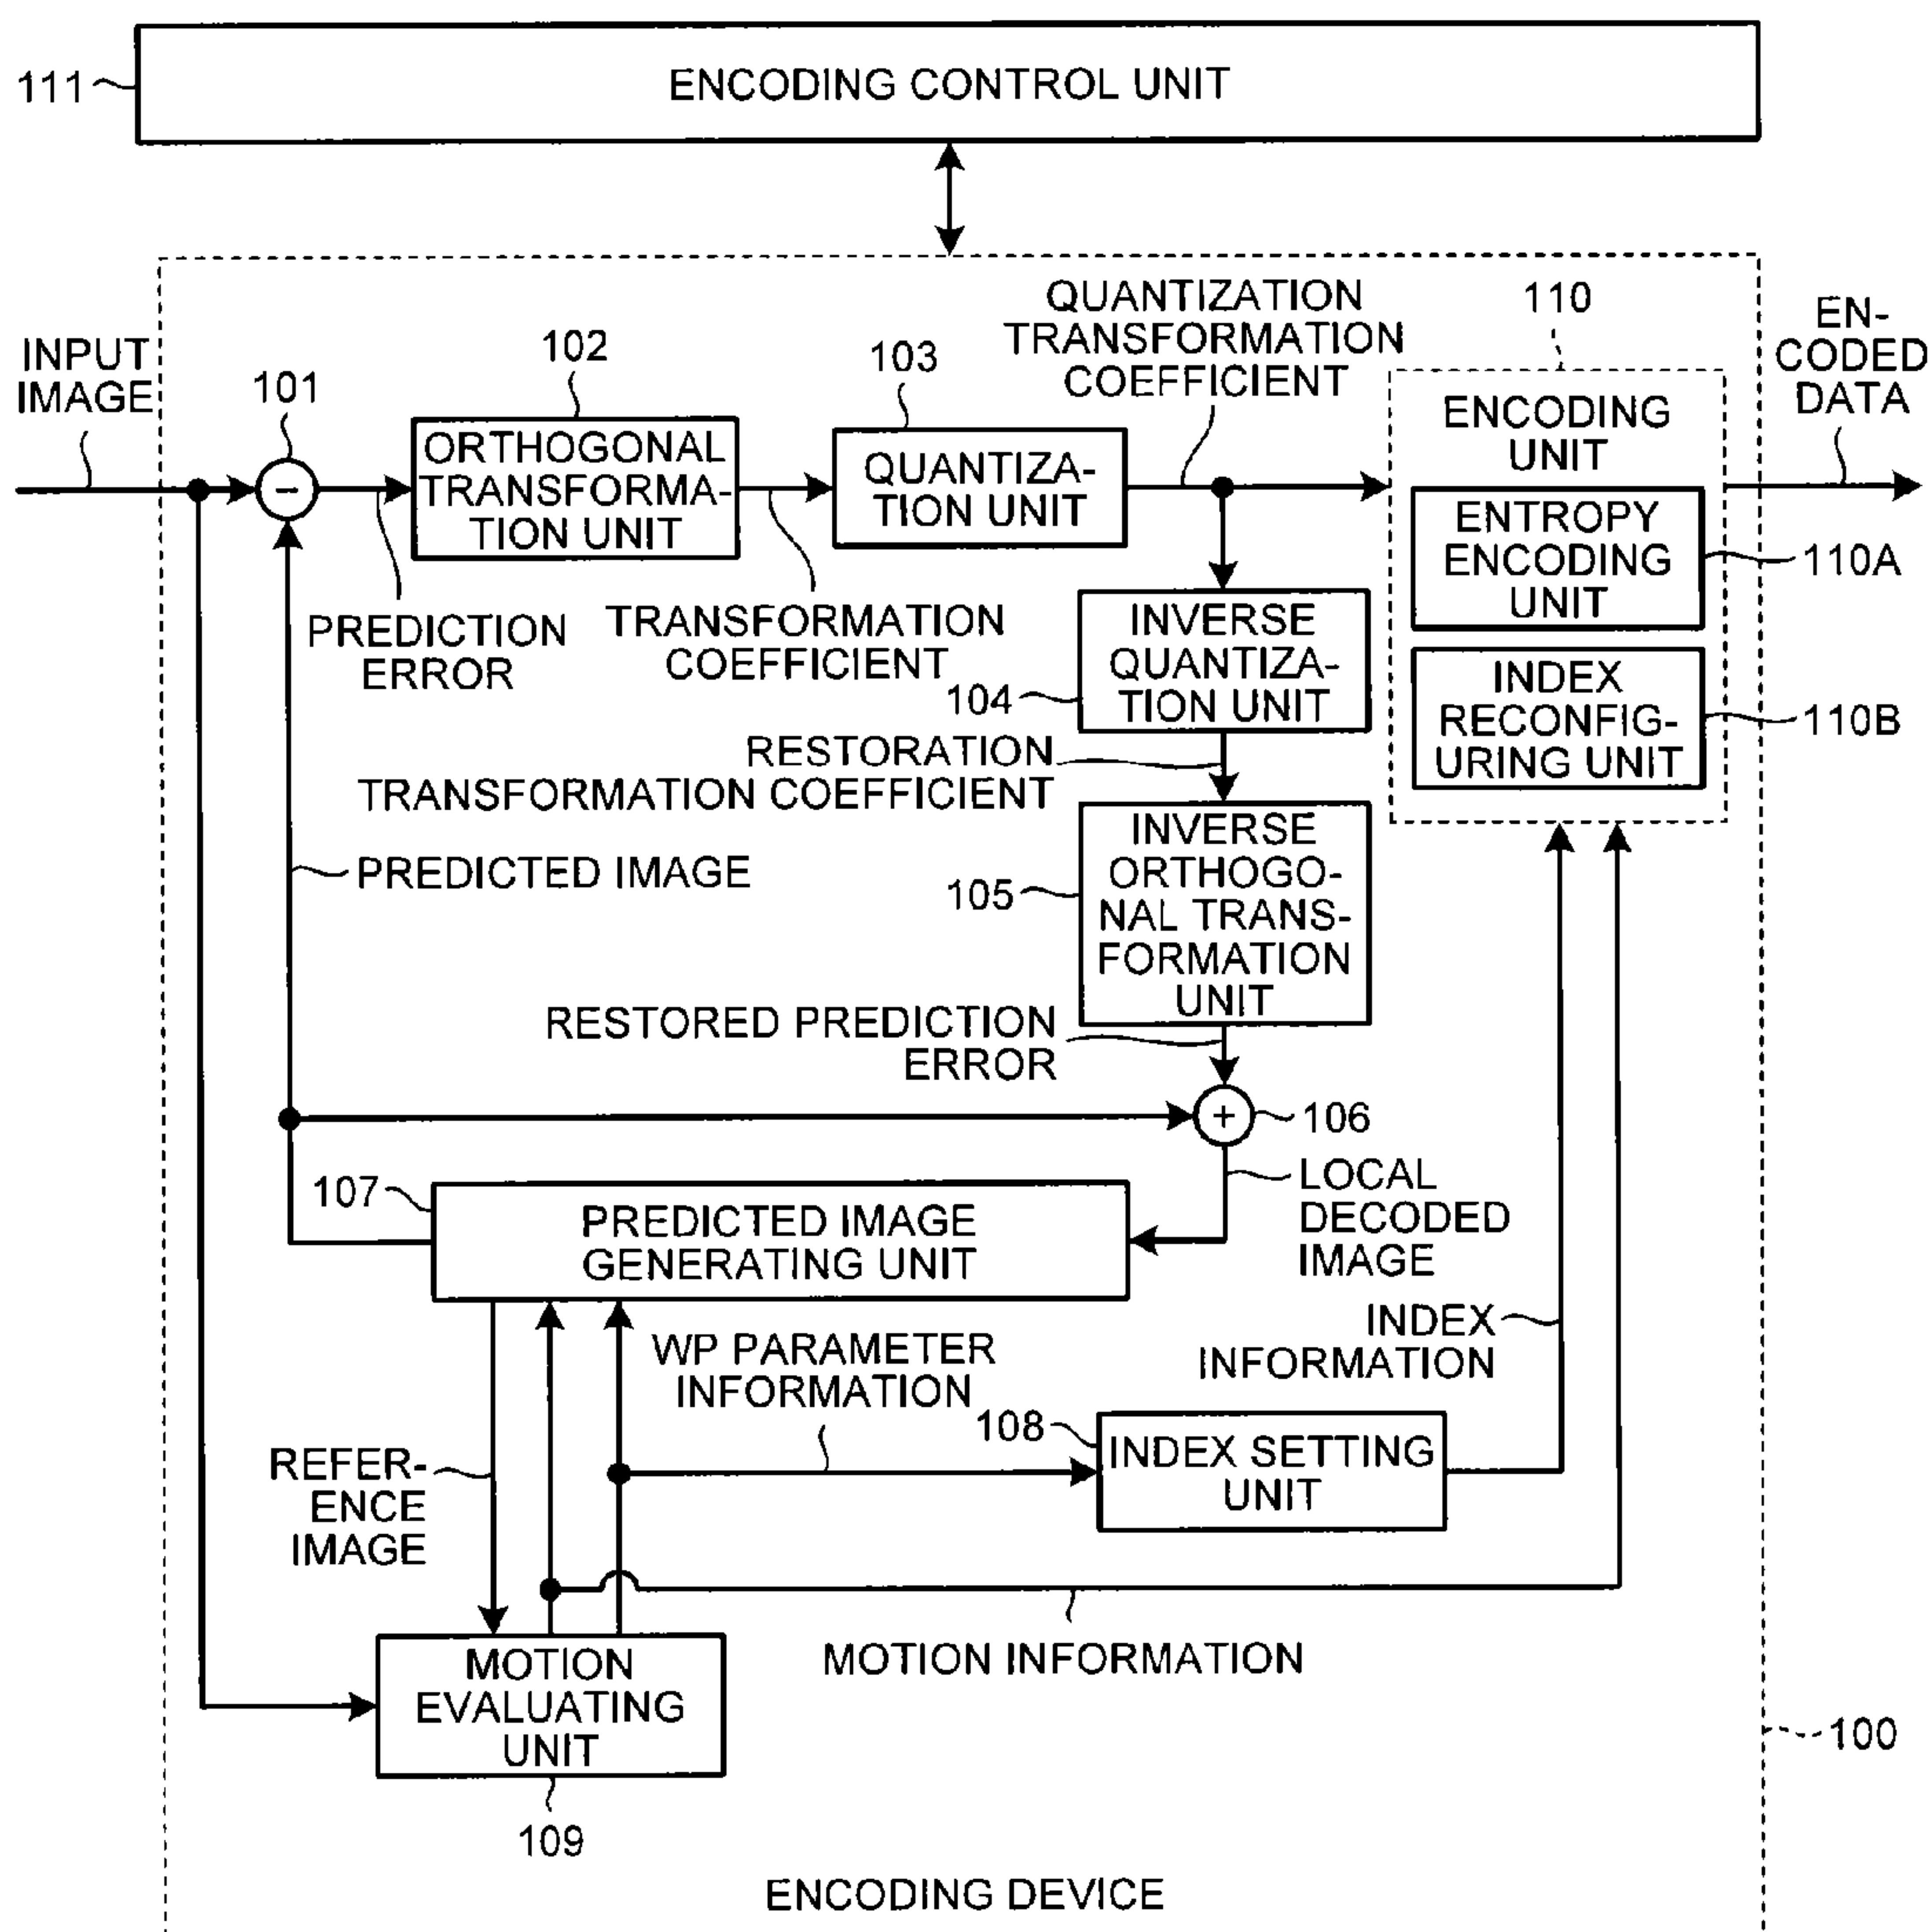 111
ENCODING CONTROL UNIT
INPUT
IMAGE
101
102
ORTHOGONAL
TRANSFORMA-
TION UNIT
103
QUANTIZA-
TION UNIT
QUANTIZATION
TRANSFORMATION
COEFFICIENT
110
ENCODING
UNIT
EN-
CODED
DATA
-
ENTROPY
ENCODING
UNIT
110A
PREDICTION
ERROR
TRANSFORMATION
COEFFICIENT
INVERSE
QUANTIZA-
TION UNIT
104
INDEX
RECONFIG-
URING UNIT
110B
RESTORATION
TRANSFORMATION COEFFICIENT
PREDICTED IMAGE
105
INVERSE
ORTHOGO-
NAL TRANS-
FORMATION
UNIT
RESTORED PREDICTION
ERROR
+
106
107
PREDICTED IMAGE
GENERATING UNIT
LOCAL
DECODED
IMAGE
WP PARAMETER
INFORMATION
INDEX
INFORMATION
108
INDEX SETTING
UNIT
REFER-
ENCE
IMAGE
MOTION INFORMATION
MOTION
EVALUATING
UNIT
109
100
ENCODING DEVICE